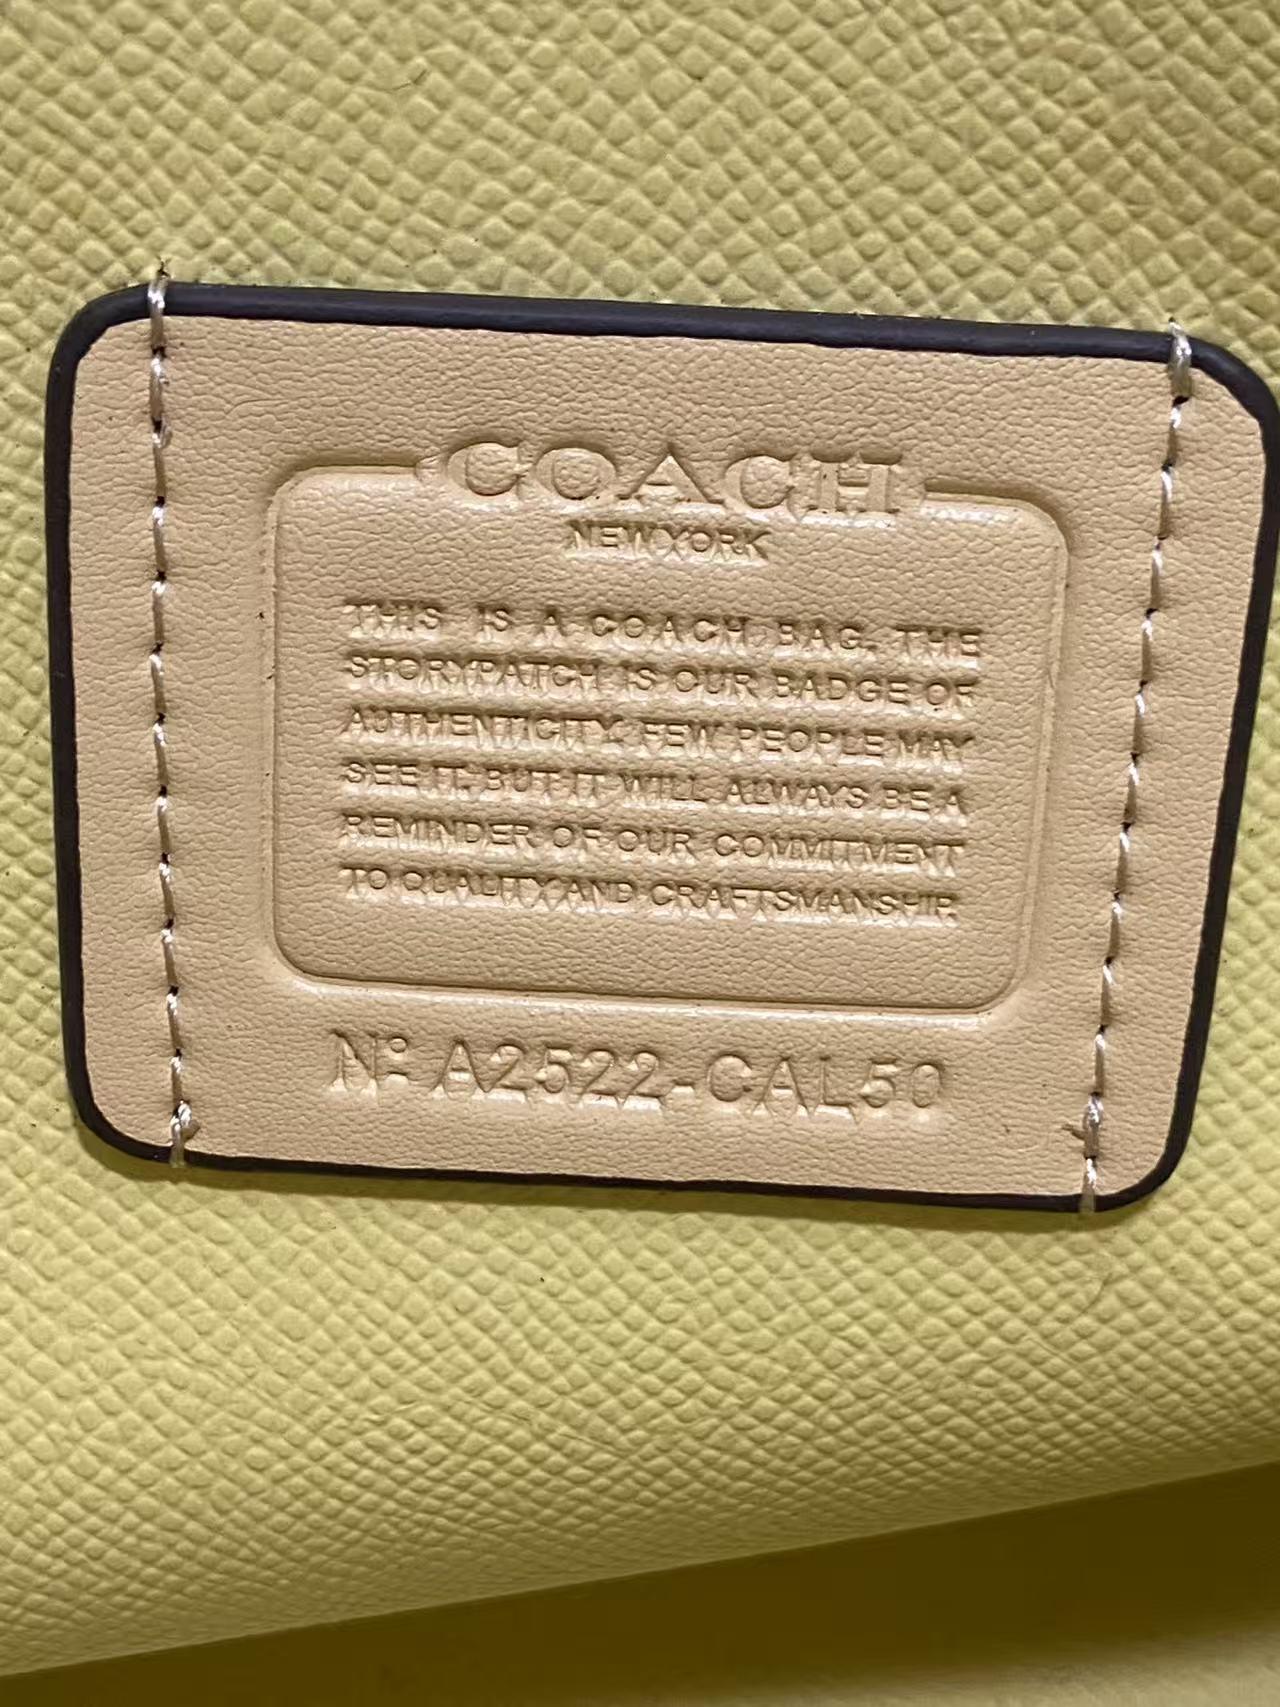 COACH
NEW YORK
THIS IS A COACH BAG. THE
STORYPATCH IS OUR BADGE OF
AUTHENTICITY. FEW PEOPLE MAY
SEE IT. BUT IT WILL ALWAYS BE A
REMINDER OF OUR COMMITMENT
TO QUALITY AND CRAFTSMANSHIP.
Nº A2522-CAL50